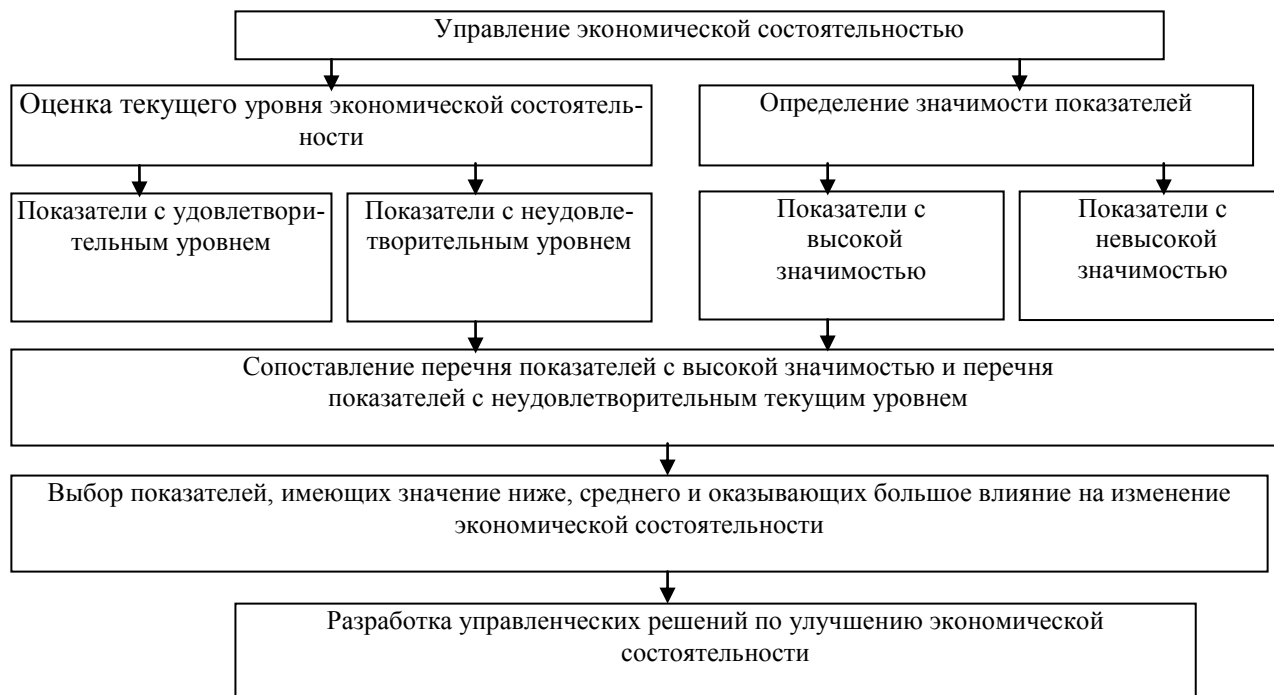 Управление экономической состоятельностью
Оценка текущего уровня экономической состоятель-
ности
Определение значимости показателей
Показатели с удовлетвори-
тельным уровнем
Показатели с неудовле-
творительным уровнем
Показатели с
высокой
значимостью
Показатели с
невысокой
значимостью
Сопоставление перечня показателей с высокой значимостью и перечня
показателей с неудовлетворительным текущим уровнем
Выбор показателей, имеющих значение ниже, среднего и оказывающих большое влияние на изменение
экономической состоятельности
Разработка управленческих решений по улучшению экономической
состоятельности